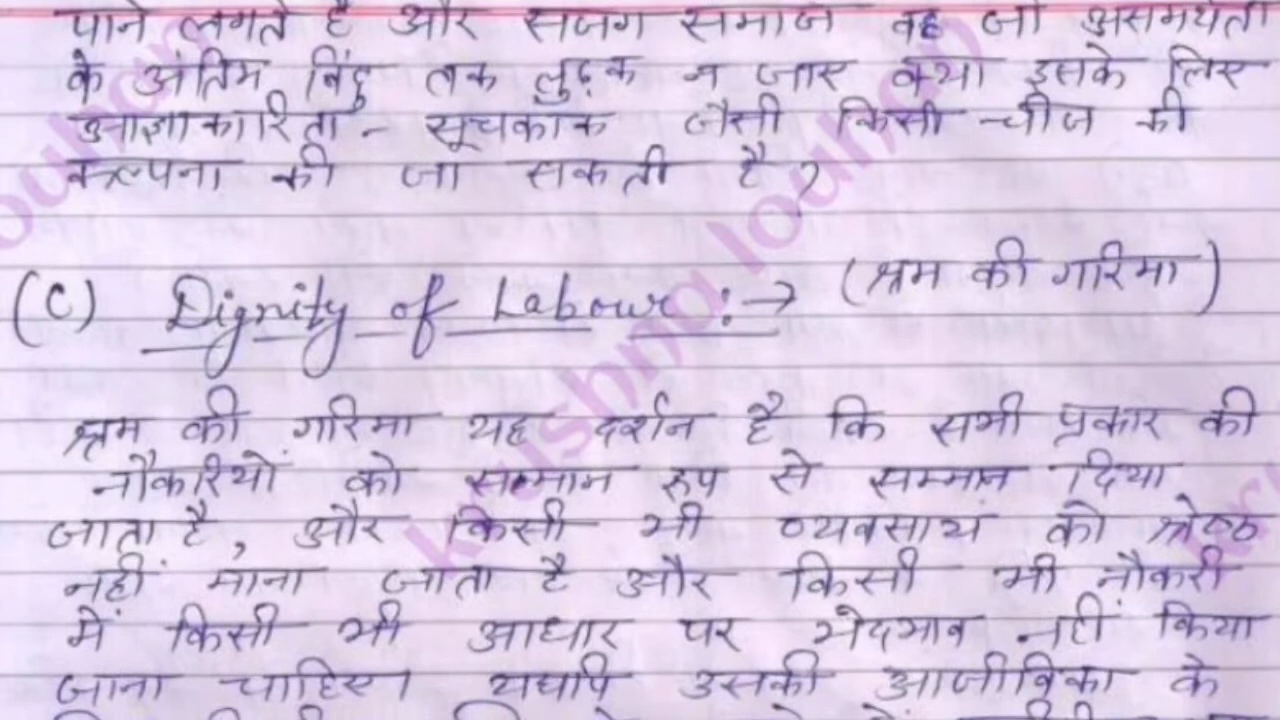 पाने लगते है और सजग समाज वह जो असमर्थता
के अंतिम बिंदु तक लुढ़क न जाए क्या इसके लिए
आज्ञाकारिता - सूचकांक जैसी किसी चीज की
कल्पना की जा सकती है ?
(C) Dignity of Labour :→ (श्रम की गरिमा)
श्रम की गरिमा यह दर्शन है कि सभी प्रकार की
नौकरियों को समान रूप से सम्मान दिया
जाता है, और किसी भी व्यवसाय को श्रेष्ठ
नहीं माना जाता है और किसी भी नौकरी
में किसी भी आधार पर भेदभाव नहीं किया
जाना चाहिए। यद्यपि उसकी आजीविका के
krishna louhan